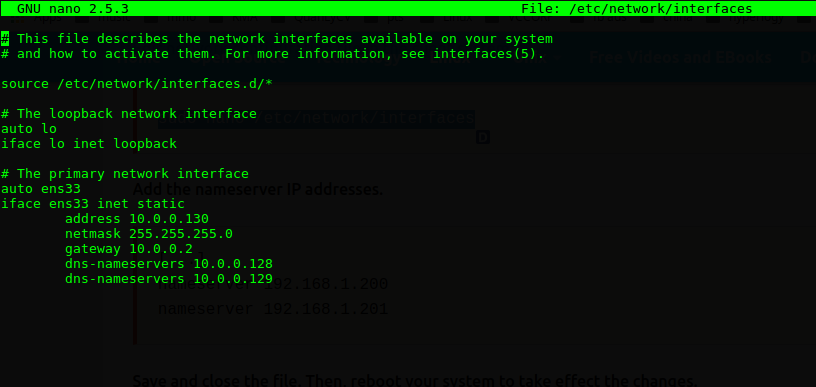 GNU nano 2.5.3 File: /etc/network/interfaces
# This file describes the network interfaces available on your system
# and how to activate them. For more information, see interfaces(5).
Free Videos and EBooks
source /etc/network/interfaces.d/*
# The loopback network interface
/etc/network/interfaces
auto lo
iface lo inet loopback
# The primary network interface
auto ens33
Add the nameserver IP addresses.
iface ens33 inet static
address 10.0.0.130
netmask 255.255.255.0
gateway 10.0.0.2
dns-nameservers 10.0.0.128
dns-nameservers 10.0.0.129
192.168.1.200
nameserver 192.168.1.201
Save and close the file. Then, reboot your system to take effect the changes.